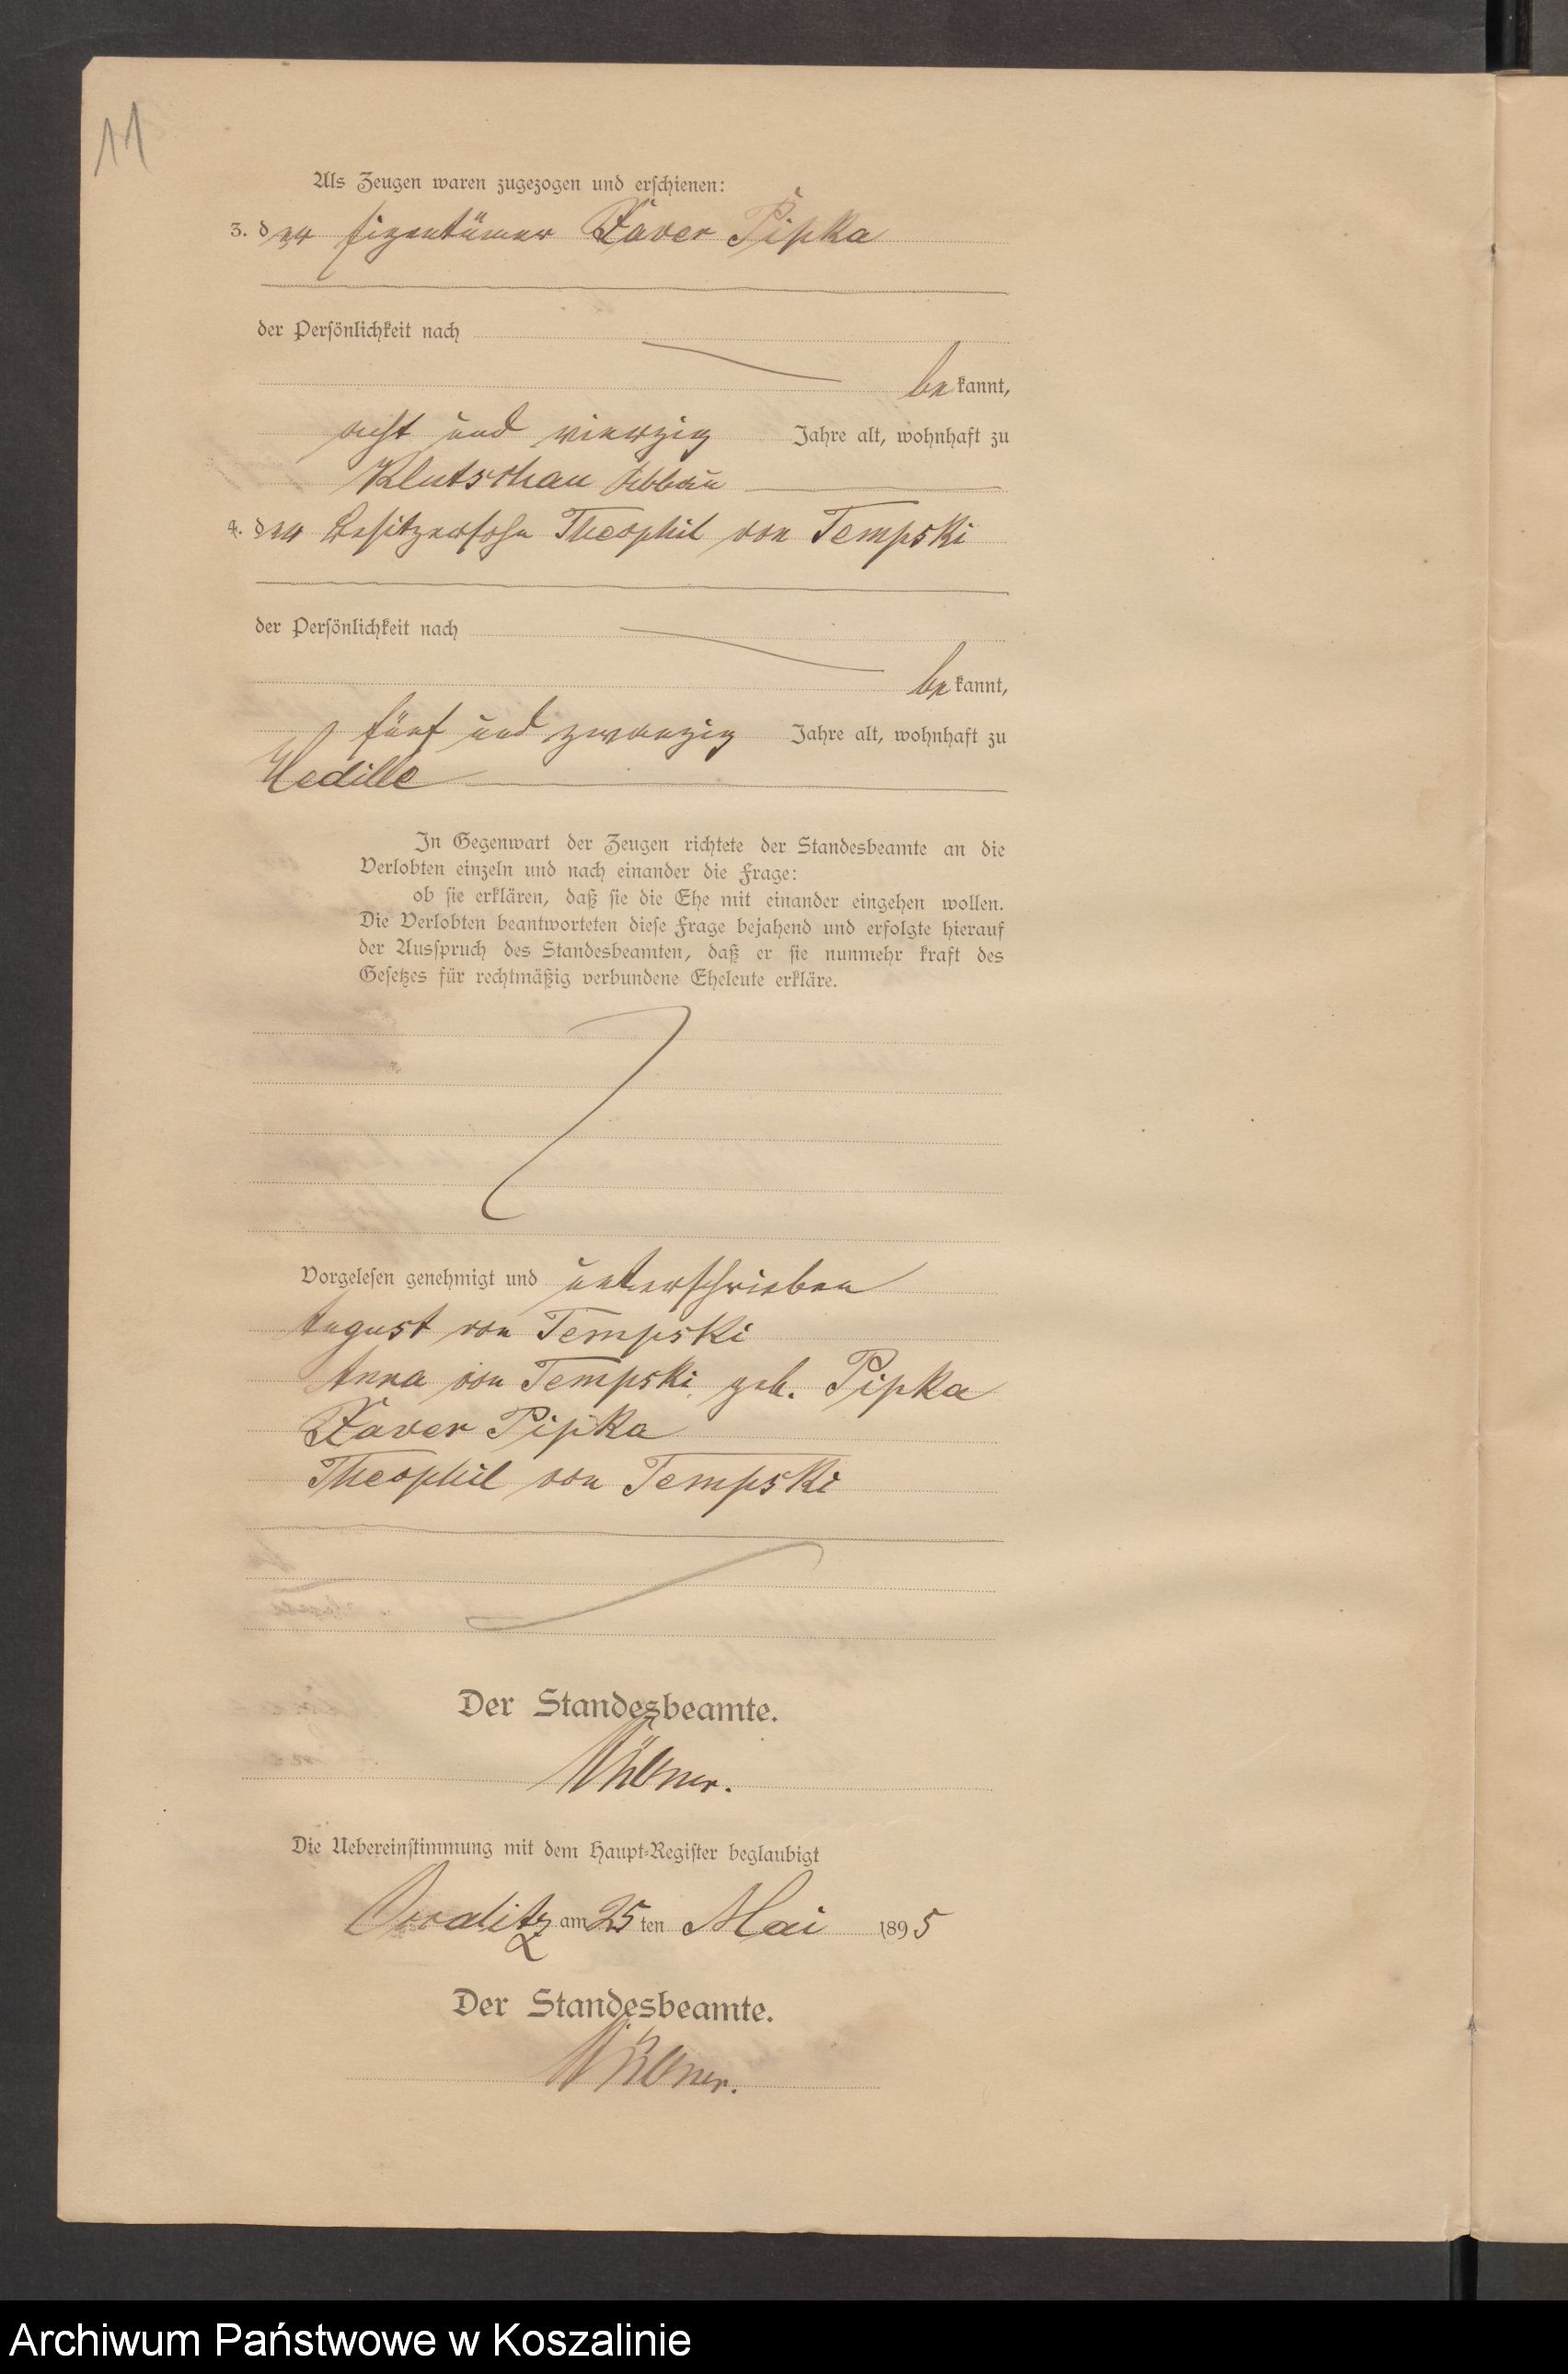 11
Als Zeugen waren zugezogen und erschienen:
3. der Eigentümer Xaver Pipka
der Persönlichkeit nach
bekannt,
acht und vierzig Jahre alt, wohnhaft zu
Klutschau Abbau
4. der Besitzersohn Theophil von Tempski
der Persönlichkeit nach
bekannt,
fünf und zwanzig Jahre alt, wohnhaft zu
Hedille
In Gegenwart der Zeugen richtete der Standesbeamte an die
Verlobten einzeln und nach einander die Frage:
ob sie erklären, daß sie die Ehe mit einander eingehen wollen.
Die Verlobten beantworteten diese Frage bejahend und erfolgte hierauf
der Ausspruch des Standesbeamten, daß er sie nunmehr kraft des
Gesetzes für rechtmäßig verbundene Eheleute erkläre.
Vorgelesen genehmigt und unterschrieben
August von Tempski
Anna von Tempski geb. Pipka
Xaver Pipka
Theophil von Tempski
Der Standesbeamte.
Die Uebereinstimmung mit dem Haupt-Register beglaubigt
am 25ten Mai 1895
Der Standesbeamte.
Archiwum Państwowe w Koszalinie